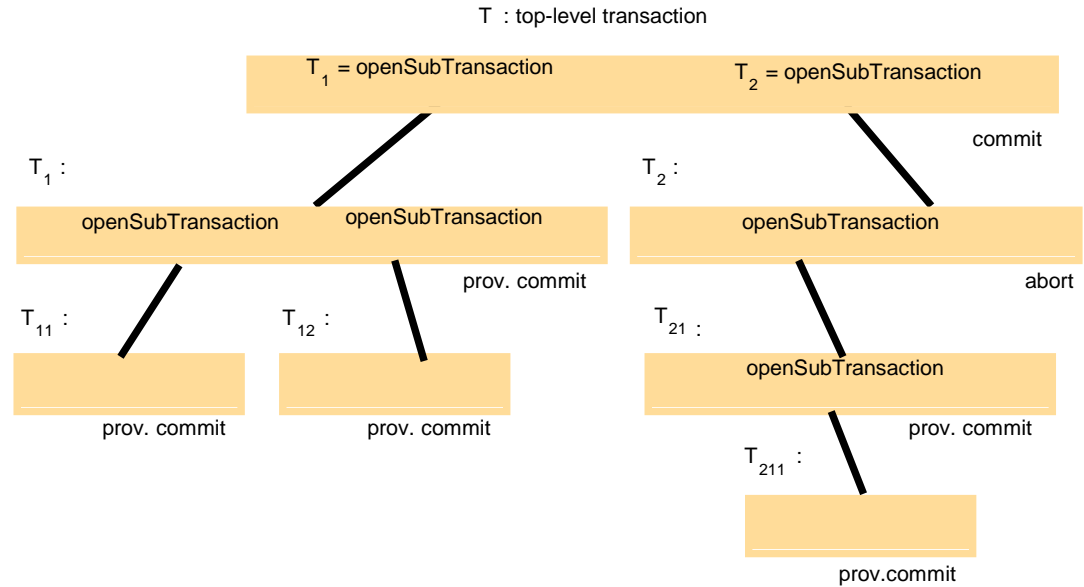 T : top-level transaction
T1 = openSubTransaction
T2 = openSubTransaction
commit
T1 :
T2 :
openSubTransaction
openSubTransaction
openSubTransaction
prov. commit
abort
T11 :
T12 :
T21 :
openSubTransaction
prov. commit
prov. commit
prov. commit
T211 :
prov.commit